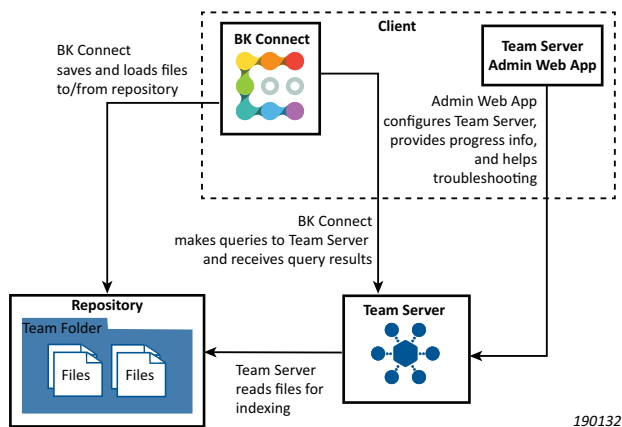 Client
BK Connect
saves and loads files
to/from repository
BK Connect
Team Server
Admin Web App
Admin Web App
configures Team Server,
provides progress info,
and helps
troubleshooting
BK Connect
makes queries to Team Server
and receives query results
Repository
Team Folder
Files
Files
Team Server
Team Server
reads files for
indexing
190132